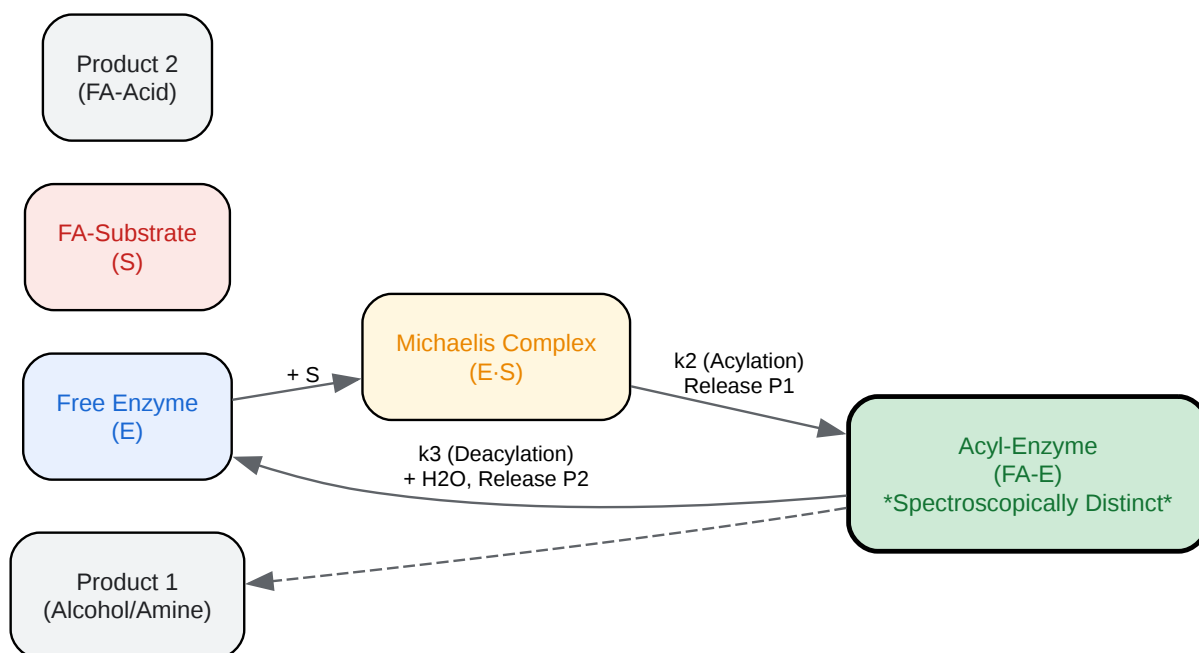 Product 2
(FA-Acid)
FA-Substrate
(S)
Free Enzyme
(E)
+ S
Michaelis Complex
(E·S)
k2 (Acylation)
Release P1
k3 (Deacylation)
+ H2O, Release P2
Acyl-Enzyme
(FA-E)
*Spectroscopically Distinct*
Product 1
(Alcohol/Amine)